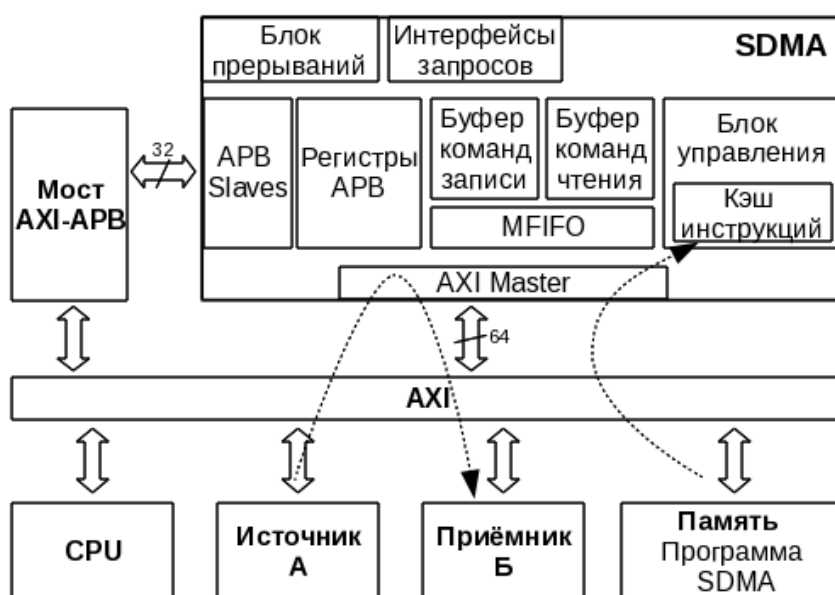 Блок
прерываний
Интерфейсы
запросов
SDMA
32
Мост
AXI-APB
APB
Slaves
Регистры
APB
Буфер
команд
записи
Буфер
команд
чтения
MFIFO
Блок
управления
Кэш
инструкций
AXI Master
64
AXI
CPU
Источник
А
Приёмник
Б
Память
Программа
SDMA